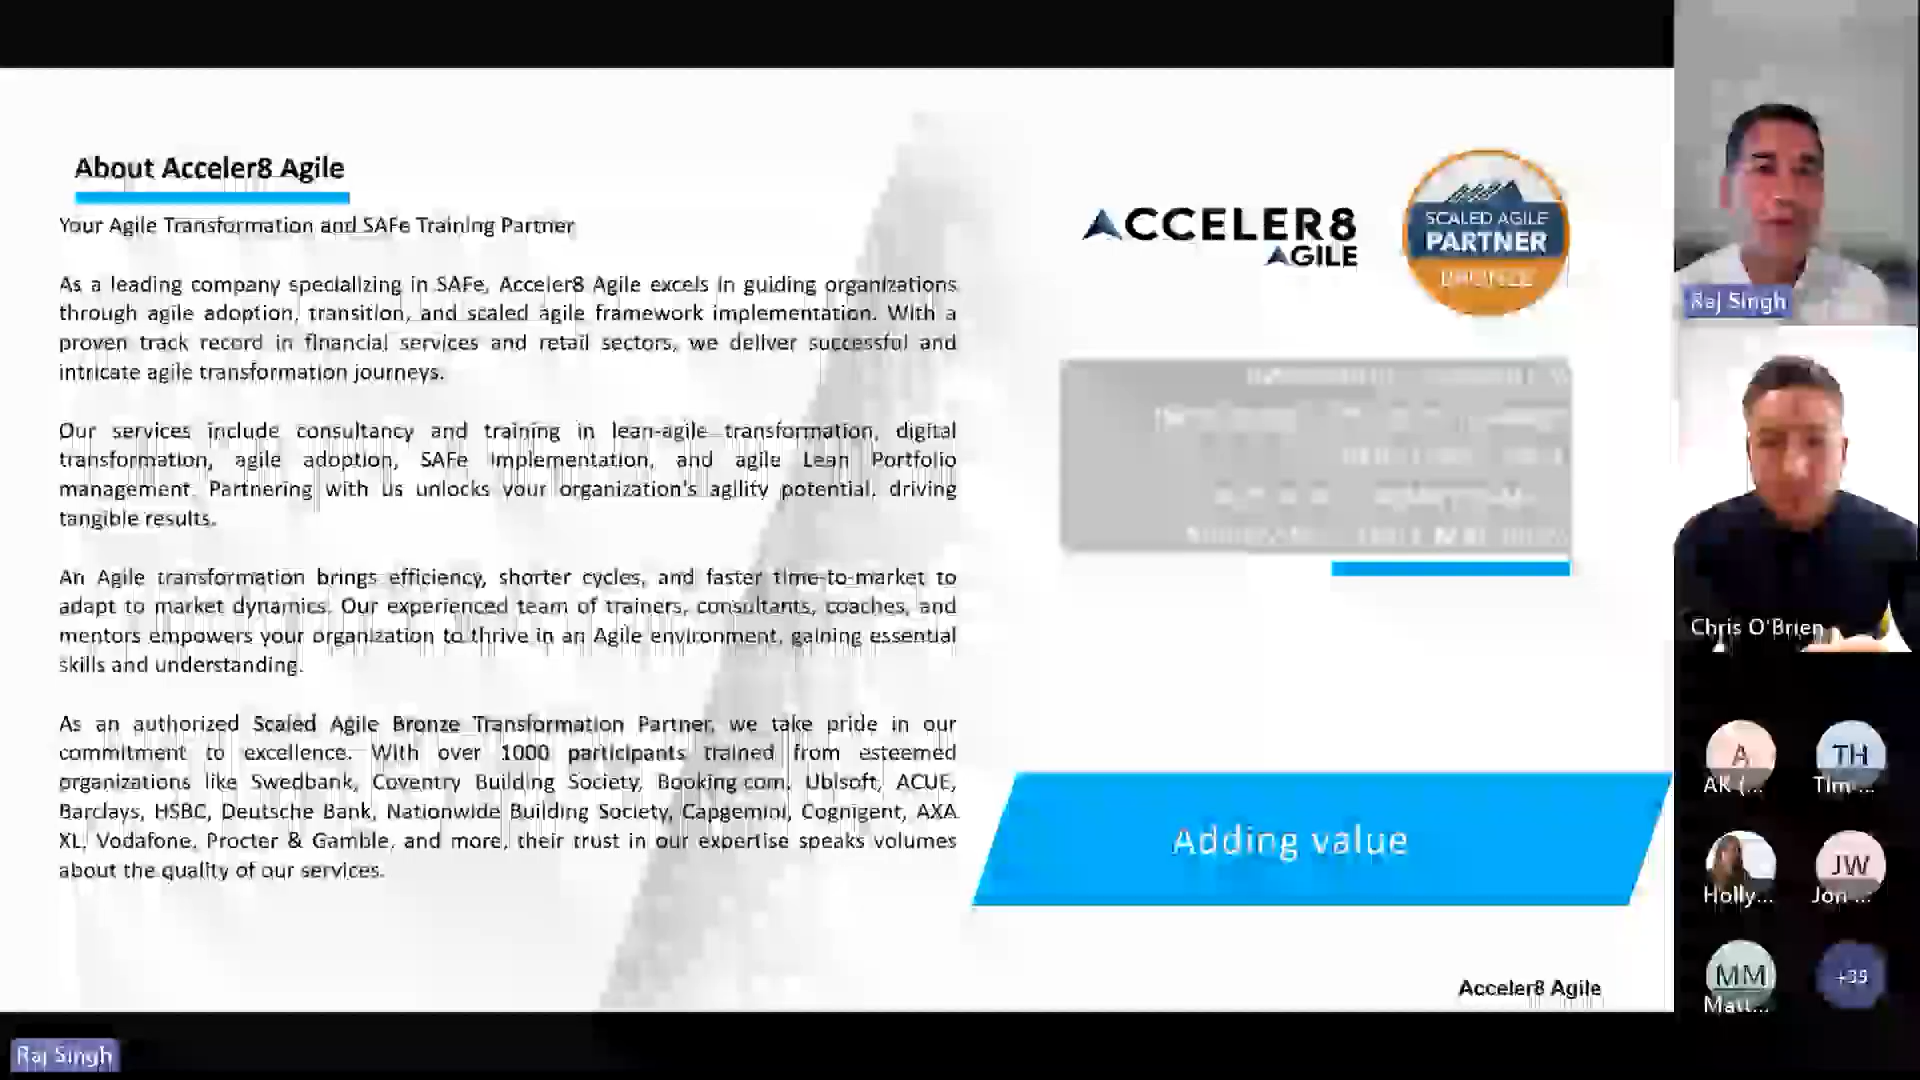 About Acceler8 Agile
Your Agile Transformation and SAFe Training Partner
As a leading company specializing in SAFe, Acceler8 Agile excels in guiding organizations
through agile adoption, transition, and scaled agile framework implementation. With a
proven track record in financial services and retail sectors, we deliver successful and
intricate agile transformation journeys.
Our services include consultancy and training in lean-agile transformation, digital
transformation, agile adoption, SAFe Implementation, and agile Lean Portfolio
management. Partnering with us unlocks your organization's agility potential, driving
tangible results.
An Agile transformation brings efficiency, shorter cycles, and faster time-to-market to
adapt to market dynamics. Our experienced team of trainers, consultants, coaches, and
mentors empowers your organization to thrive in an Agile environment, gaining essential
skills and understanding.
As an authorized Scaled Agile Bronze Transformation Partner, we take pride in our
commitment to excellence. With over 1000 participants trained from esteemed
organizations like Swedbank, Coventry Building Society, Booking.com, Ubisoft, ACUE,
Barclays, HSBC, Deutsche Bank, Nationwide Building Society, Capgemini, Cognigent, AXA
XL, Vodafone, Procter & Gamble, and more, their trust in our expertise speaks volumes
about the quality of our services.
ACCELER8
AGILE
SCALED AGILE
PARTNER
BRONZE
Adding value
Acceler8 Agile
Raj Singh
Chris O'Brien
A
TH
AK (...
Tim ...
JW
Holly...
Jon ...
MM
+35
Matt...
Raj Singh